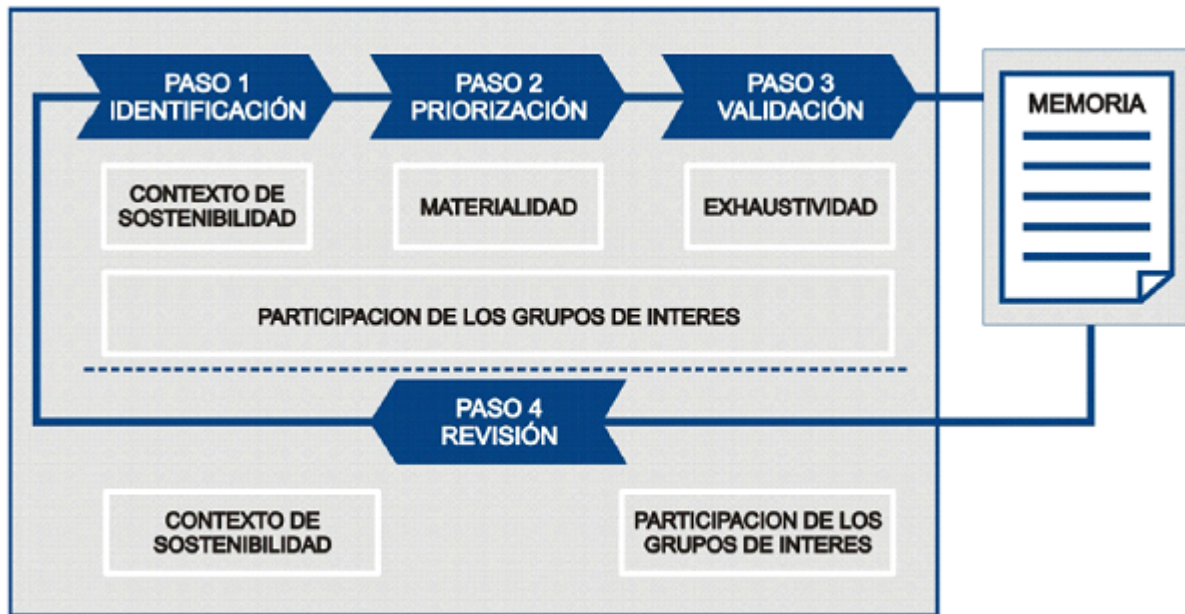 PASO 1
IDENTIFICACIÓN
PASO 2
PRIORIZACIÓN
PASO 3
VALIDACIÓN
MEMORIA
CONTEXTO DE
SOSTENIBILIDAD
MATERIALIDAD
EXHAUSTIVIDAD
PARTICIPACION DE LOS GRUPOS DE INTERES
PASO 4
REVISIÓN
CONTEXTO DE
SOSTENIBILIDAD
PARTICIPACION DE LOS
GRUPOS DE INTERES